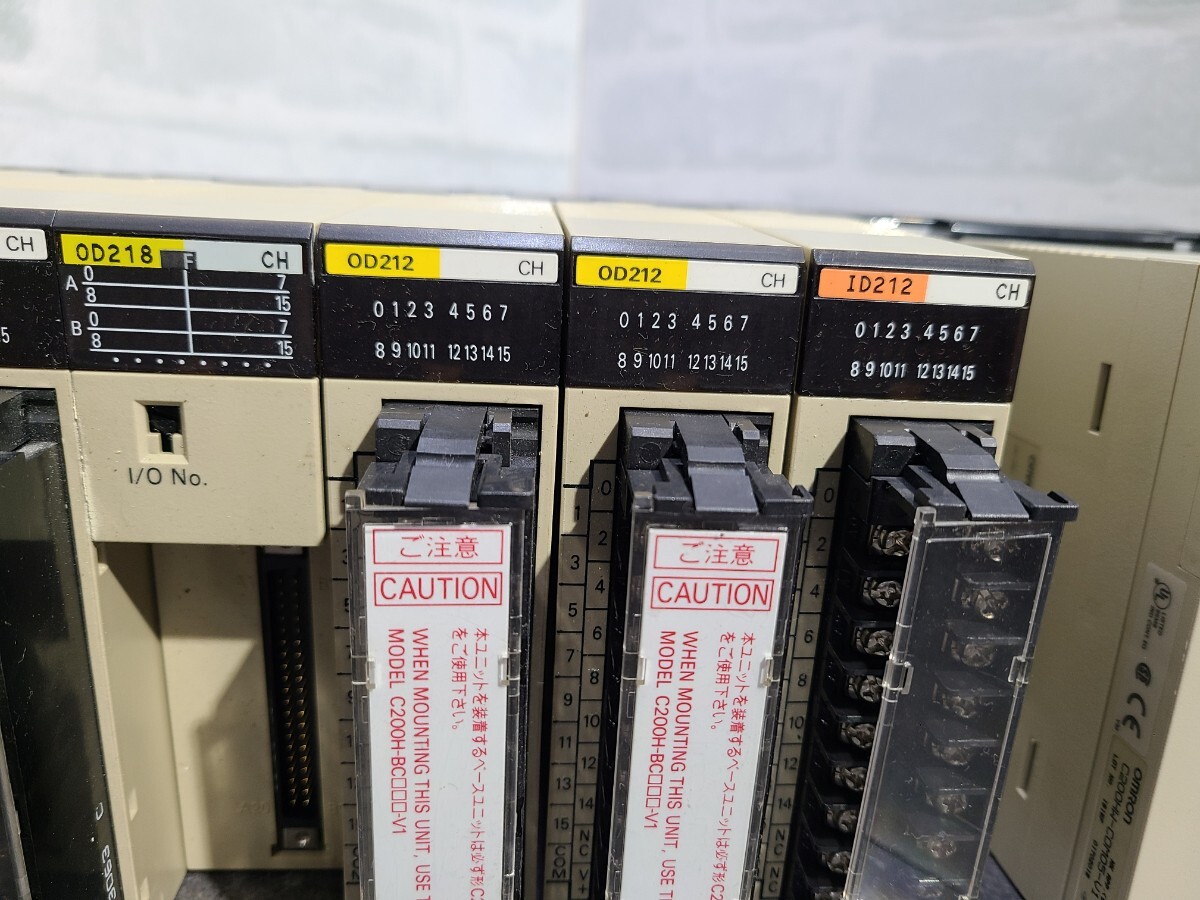 CH
5
OD218 F CH
A 0 7
8 15
B 0 7
8 15
I/O No.
OD212 CH
0 1 2 3 4 5 6 7
8 9 10 11 12 13 14 15
ご注意
CAUTION
本ユニットを装着するベースユニットは必ず形C2
をご使用下さい。
WHEN MOUNTING THIS UNIT, USE T
MODEL C200H-BC□□□-V1
OD212 CH
0 1 2 3 4 5 6 7
8 9 10 11 12 13 14 15
0
1
3
4
5
6
7
8
9
10
11
12
13
14
15
NC
COM
V+
ご注意
CAUTION
本ユニットを装着するベースユニットは必ず形C2
をご使用下さい。
WHEN MOUNTING THIS UNIT, USE TH
MODEL C200H-BC□□□-V1
ID212 CH
0 1 2 3 4 5 6 7
8 9 10 11 12 13 14 15
0
2
4
6
8
10
12
14
NC
NC
CE
omron